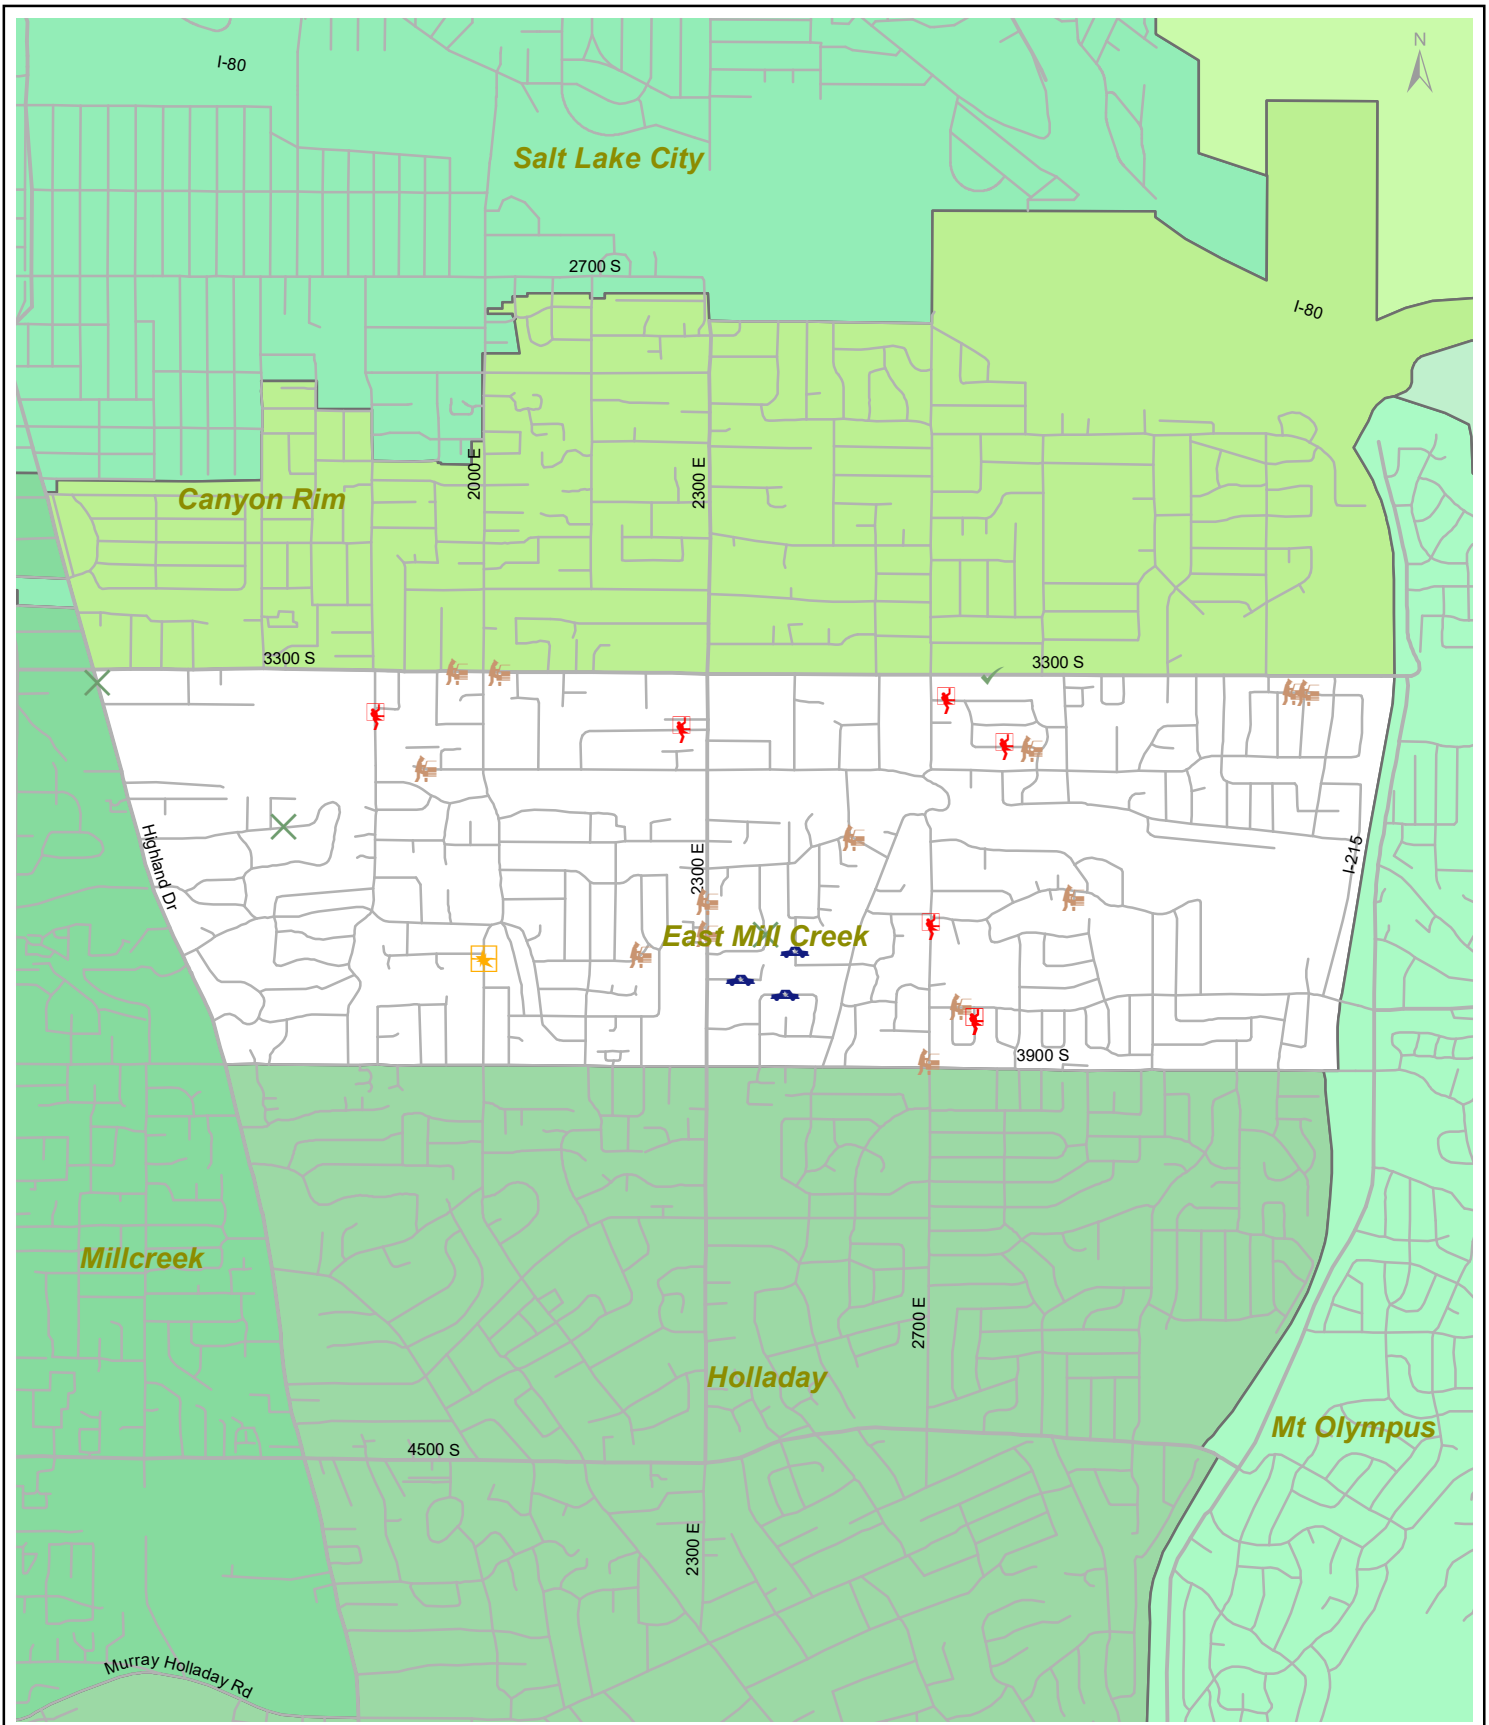 N
I-80
Salt Lake City
2700 S
I-80
2000 E
2300 E
Canyon Rim
3300 S
3300 S
Highland Dr
2300 E
I-215
East Mill Creek
3900 S
Millcreek
2700 E
Holladay
Mt Olympus
4500 S
2300 E
Murray Holladay Rd